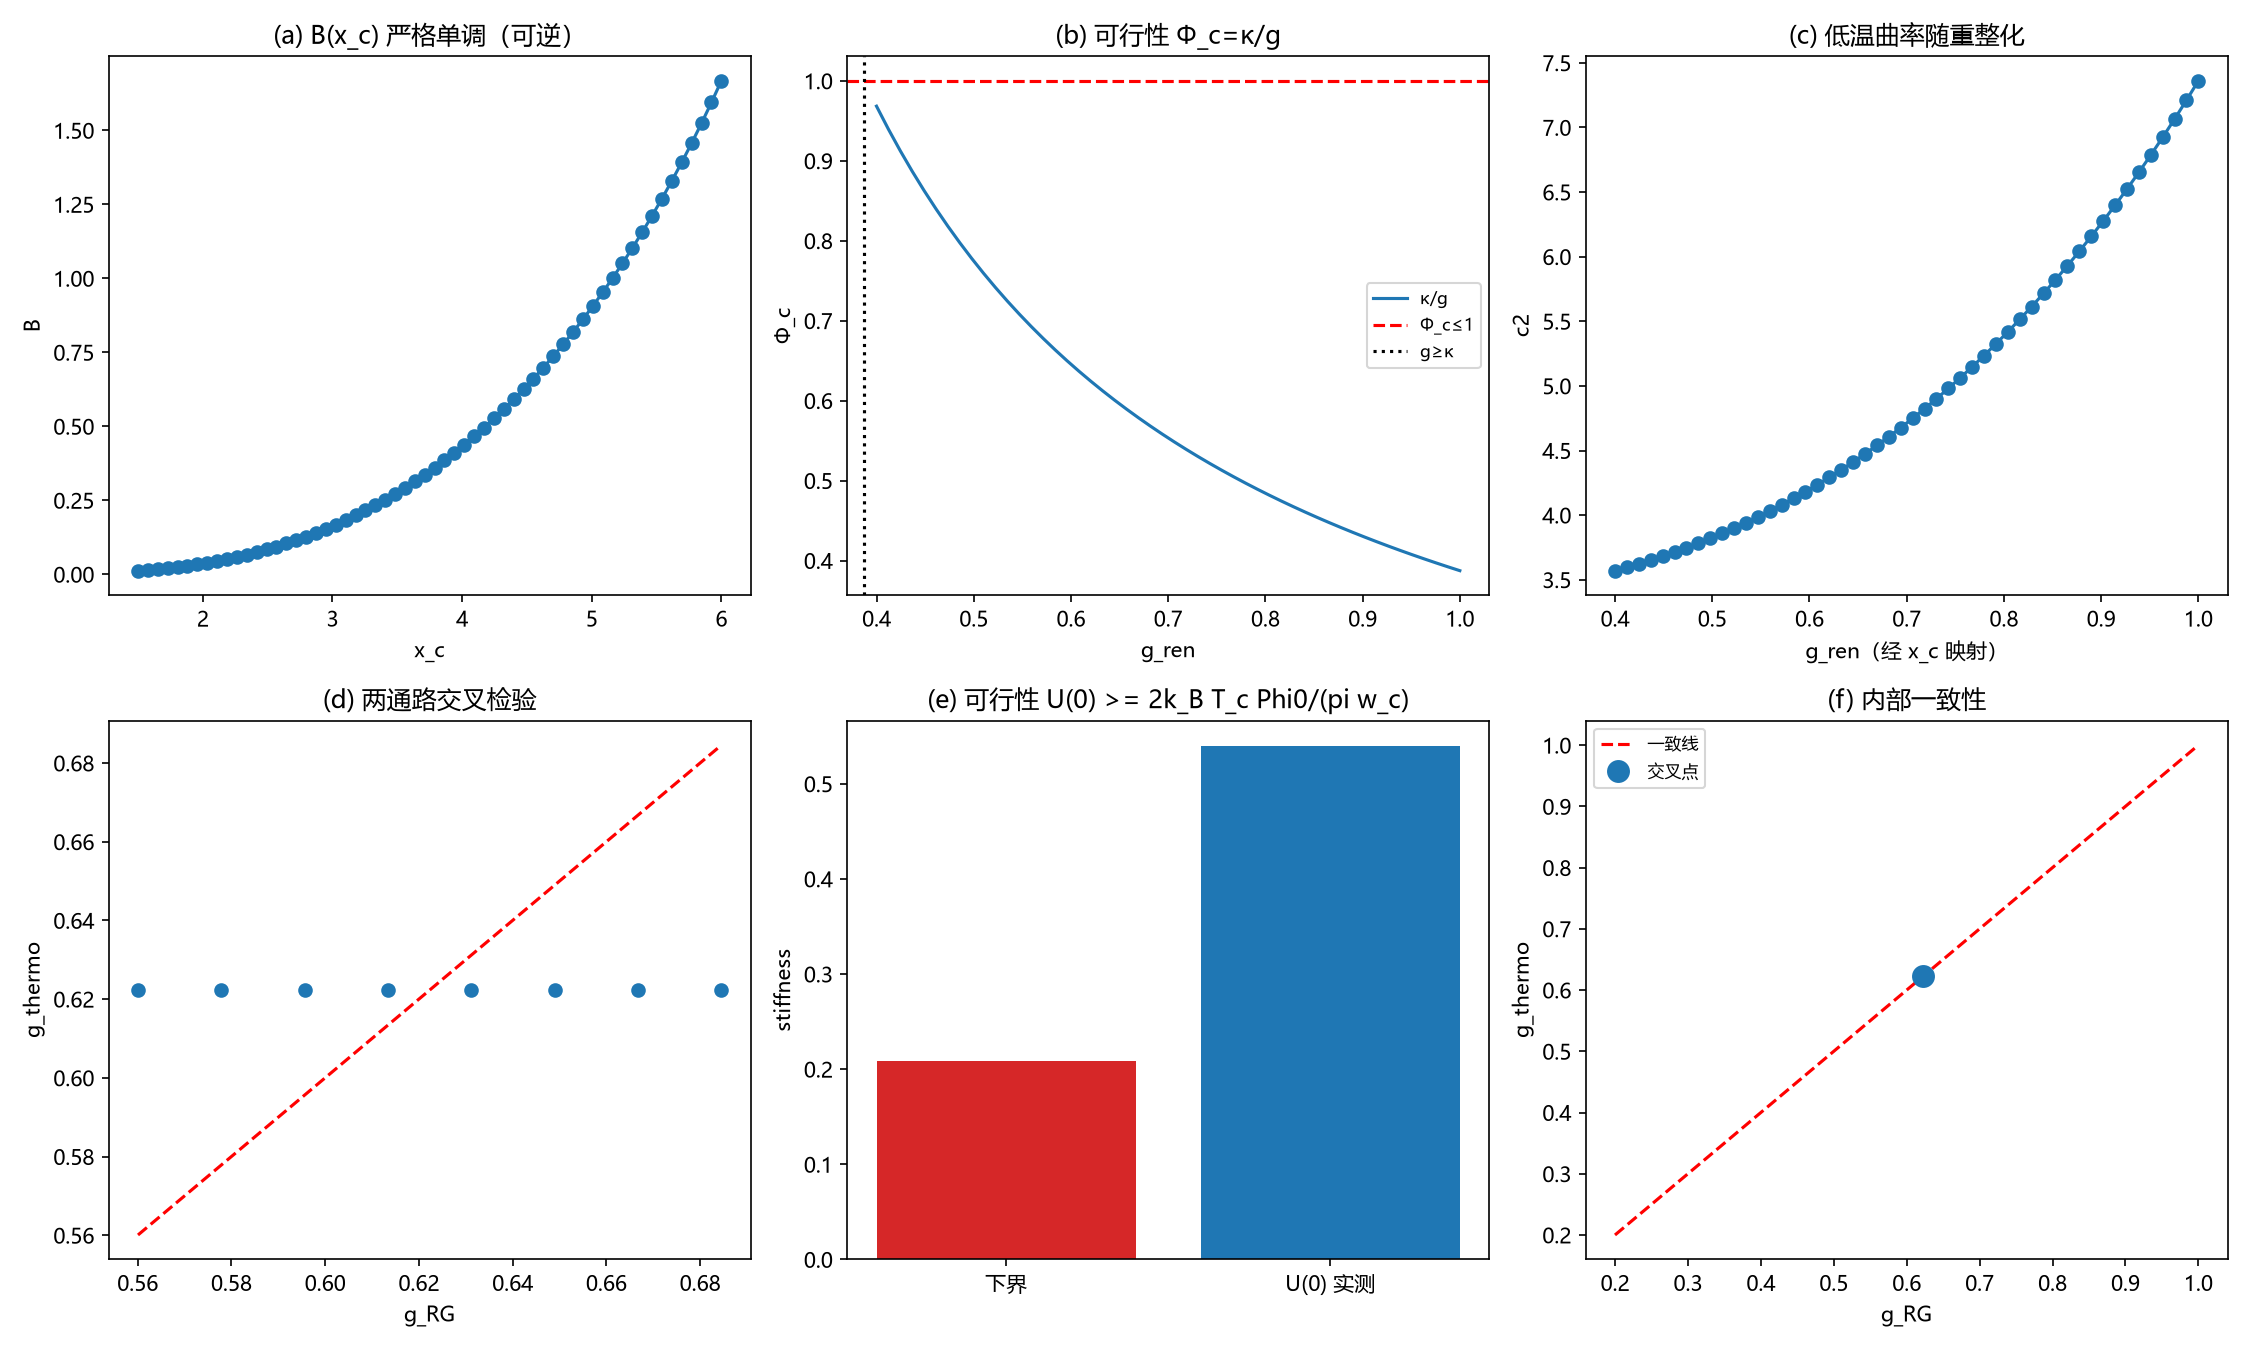 (a) B(x_c) 严格单调（可逆）
B
1.50
1.25
1.00
0.75
0.50
0.25
0.00
2 3 4 5 6
x_c
(b) 可行性 Φ_c=κ/g
Φ_c
1.0
0.9
0.8
0.7
0.6
0.5
0.4
κ/g
Φ_c≤1
g≥κ
0.4 0.5 0.6 0.7 0.8 0.9 1.0
g_ren
(c) 低温曲率随重整化
c2
7.5
7.0
6.5
6.0
5.5
5.0
4.5
4.0
3.5
0.4 0.5 0.6 0.7 0.8 0.9 1.0
g_ren（经 x_c 映射）
(d) 两通路交叉检验
g_thermo
0.68
0.66
0.64
0.62
0.60
0.58
0.56
0.56 0.58 0.60 0.62 0.64 0.66 0.68
g_RG
(e) 可行性 U(0) >= 2k_B T_c Phi0/(pi w_c)
stiffness
0.5
0.4
0.3
0.2
0.1
0.0
下界 U(0) 实测
(f) 内部一致性
g_thermo
一致线
交叉点
1.0
0.9
0.8
0.7
0.6
0.5
0.4
0.3
0.2
0.2 0.3 0.4 0.5 0.6 0.7 0.8 0.9 1.0
g_RG